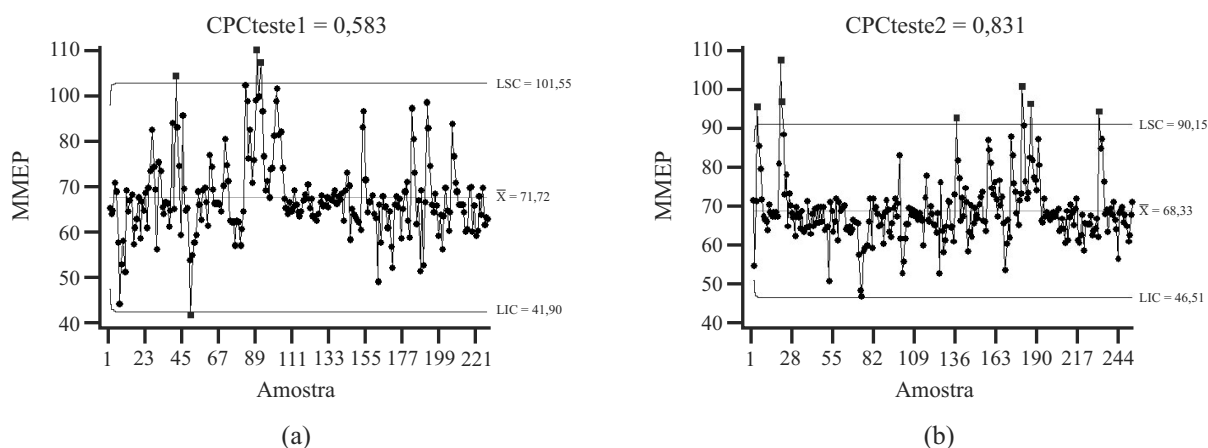 CPCteste1 = 0,583
110
100
90
80
70
60
50
40
MMEP
LSC = 101,55
X̅ = 71,72
LIC = 41,90
1 23 45 67 89 111 133 155 177 199 221
Amostra
(a)
CPCteste2 = 0,831
110
100
90
80
70
60
50
40
MMEP
LSC = 90,15
X̅ = 68,33
LIC = 46,51
1 28 55 82 109 136 163 190 217 244
Amostra
(b)